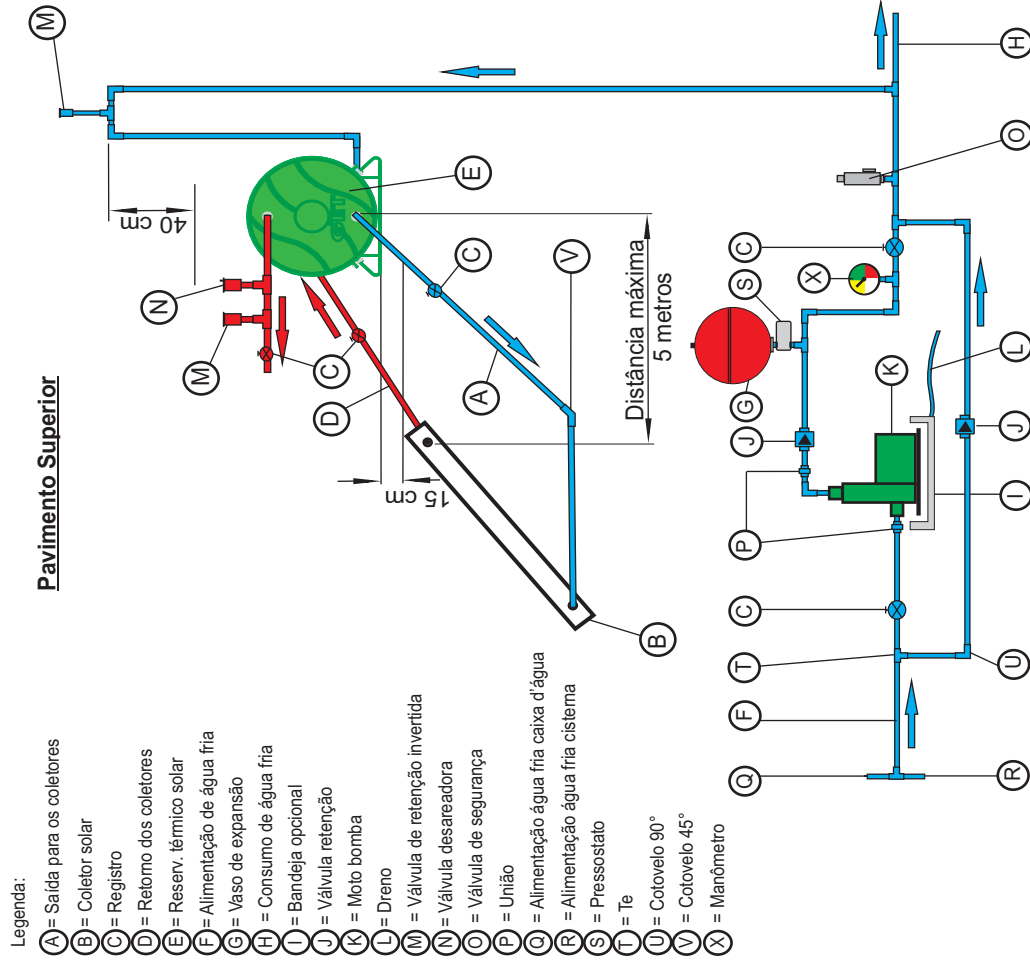 Pavimento Superior
Legenda:
A = Saída para os coletores
B = Coletor solar
C = Registro
D = Retorno dos coletores
E = Reserv. térmico solar
F = Alimentação de água fria
G = Vaso de expansão
H = Consumo de água fria
I = Bandeja opcional
J = Válvula retenção
K = Moto bomba
L = Dreno
M = Válvula de retenção invertida
N = Válvula desareadora
O = Válvula de segurança
P = União
Q = Alimentação água fria caixa d'água
R = Alimentação água fria cisterna
S = Pressostato
T = Te
U = Cotovelo 90°
V = Cotovelo 45°
X = Manômetro
M
40 cm
N
M
E
C
C
V
D
A
15 cm
Distância máxima
5 metros
B
H
O
C
X
S
G
K
L
J
J
I
P
C
T
U
F
Q
R